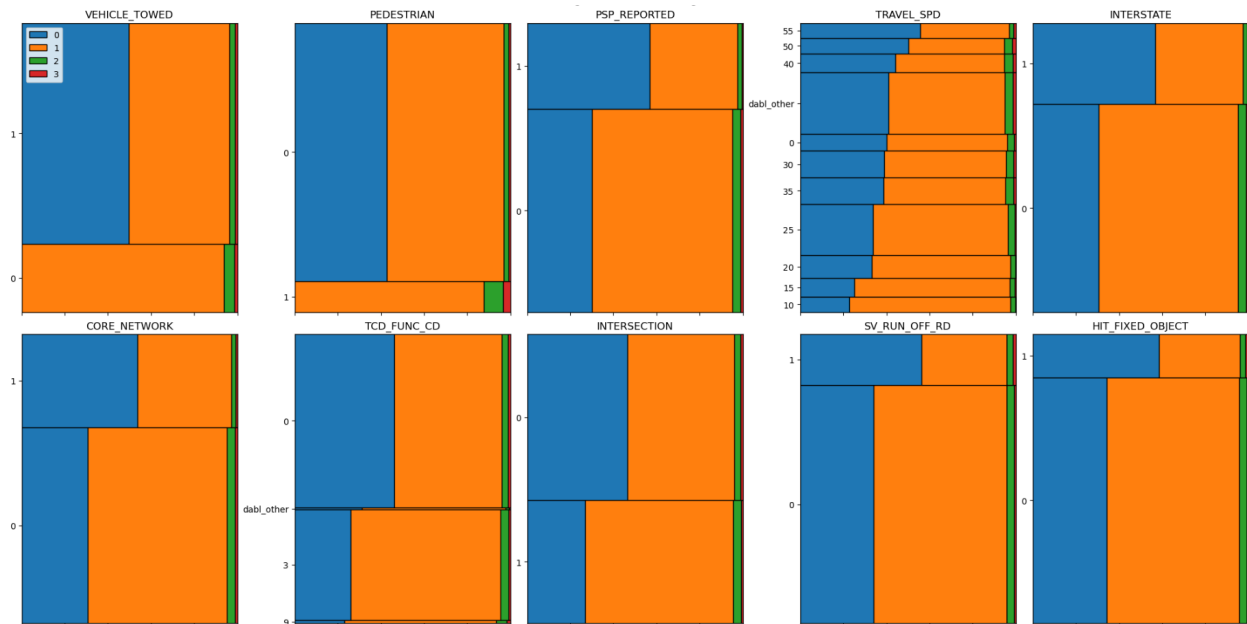 VEHICLE_TOWED
0
1
2
3
1
0
PEDESTRIAN
0
1
PSP_REPORTED
1
0
TRAVEL_SPD
55
50
40
dabl_other
0
30
35
25
20
15
10
INTERSTATE
1
0
CORE_NETWORK
1
0
TCD_FUNC_CD
0
dabl_other
3
9
INTERSECTION
0
1
SV_RUN_OFF_RD
1
0
HIT_FIXED_OBJECT
1
0